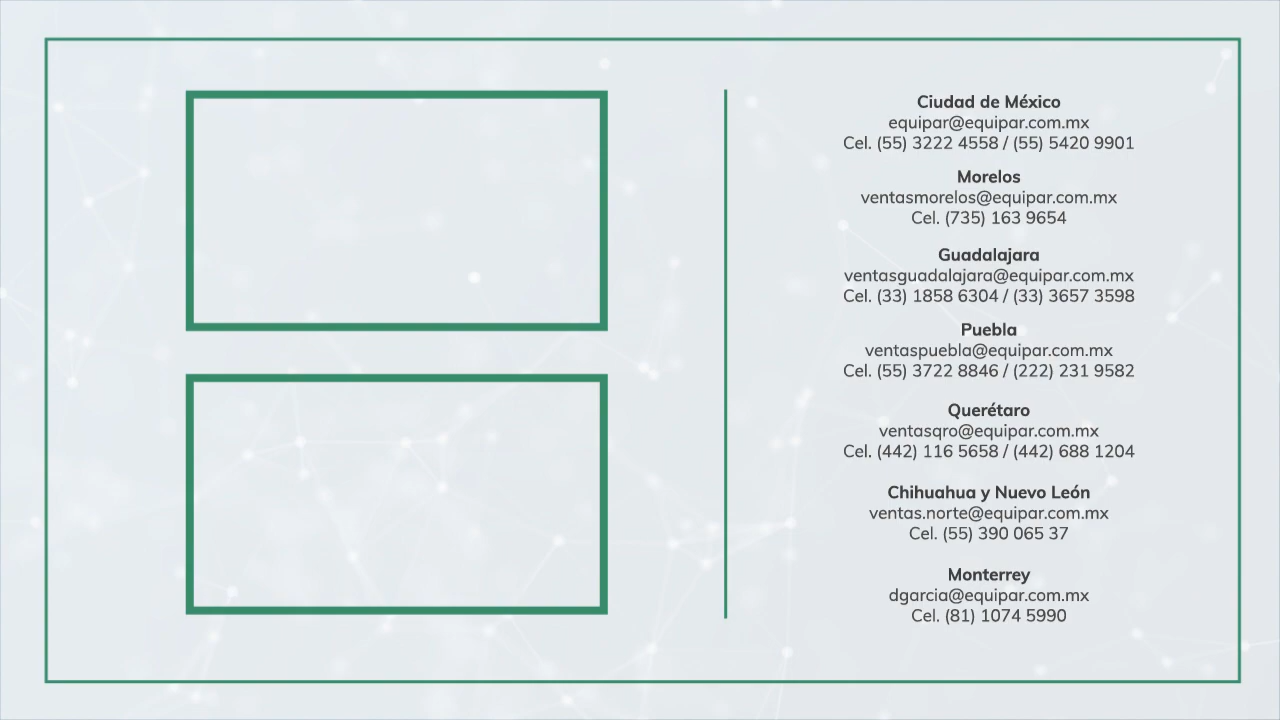 Ciudad de México
equipar@equipar.com.mx
Cel. (55) 3222 4558 / (55) 5420 9901
Morelos
ventasmorelos@equipar.com.mx
Cel. (735) 163 9654
Guadalajara
ventasguadalajara@equipar.com.mx
Cel. (33) 1858 6304 / (33) 3657 3598
Puebla
ventaspuebla@equipar.com.mx
Cel. (55) 3722 8846 / (222) 231 9582
Querétaro
ventasqro@equipar.com.mx
Cel. (442) 116 5658 / (442) 688 1204
Chihuahua y Nuevo León
ventas.norte@equipar.com.mx
Cel. (55) 390 065 37
Monterrey
dgarcia@equipar.com.mx
Cel. (81) 1074 5990